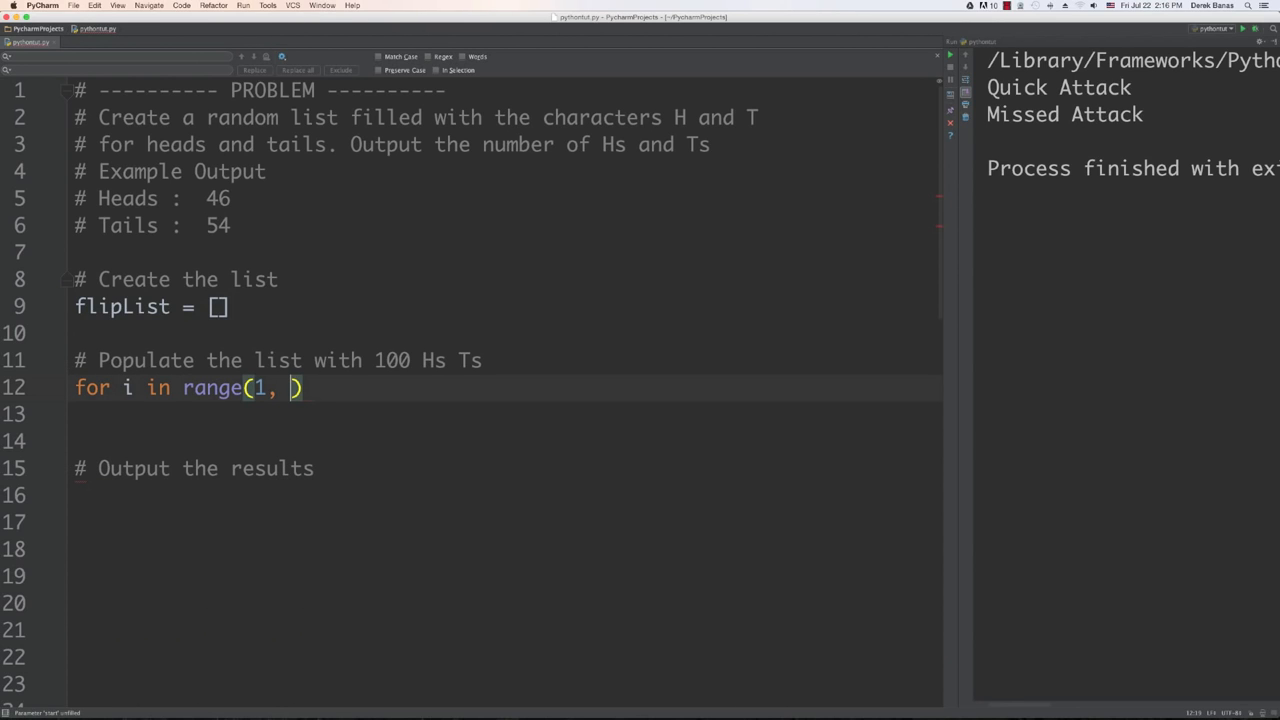 PyCharm File Edit View Navigate Code Refactor Run Tools VCS Window Help 10 Fri Jul 22 2:16 PM Derek Banas
pythontut.py - PycharmProjects - [~/PycharmProjects]
PycharmProjects pythontut.py pythontut
pythontut.py Run pythontut
Match Case Regex Words
Replace Replace all Exclude Preserve Case In Selection
1 # ---------- PROBLEM ----------
2 # Create a random list filled with the characters H and T
3 # for heads and tails. Output the number of Hs and Ts
4 # Example Output
5 # Heads : 46
6 # Tails : 54
7
8 # Create the list
9 flipList = []
10
11 # Populate the list with 100 Hs Ts
12 for i in range(1, )
13
14
15 # Output the results
16
17
18
19
20
21
22
23
/Library/Frameworks/Pytho
Quick Attack
Missed Attack
Process finished with exi
Parameter 'start' unfilled 12:19 LF UTF-8